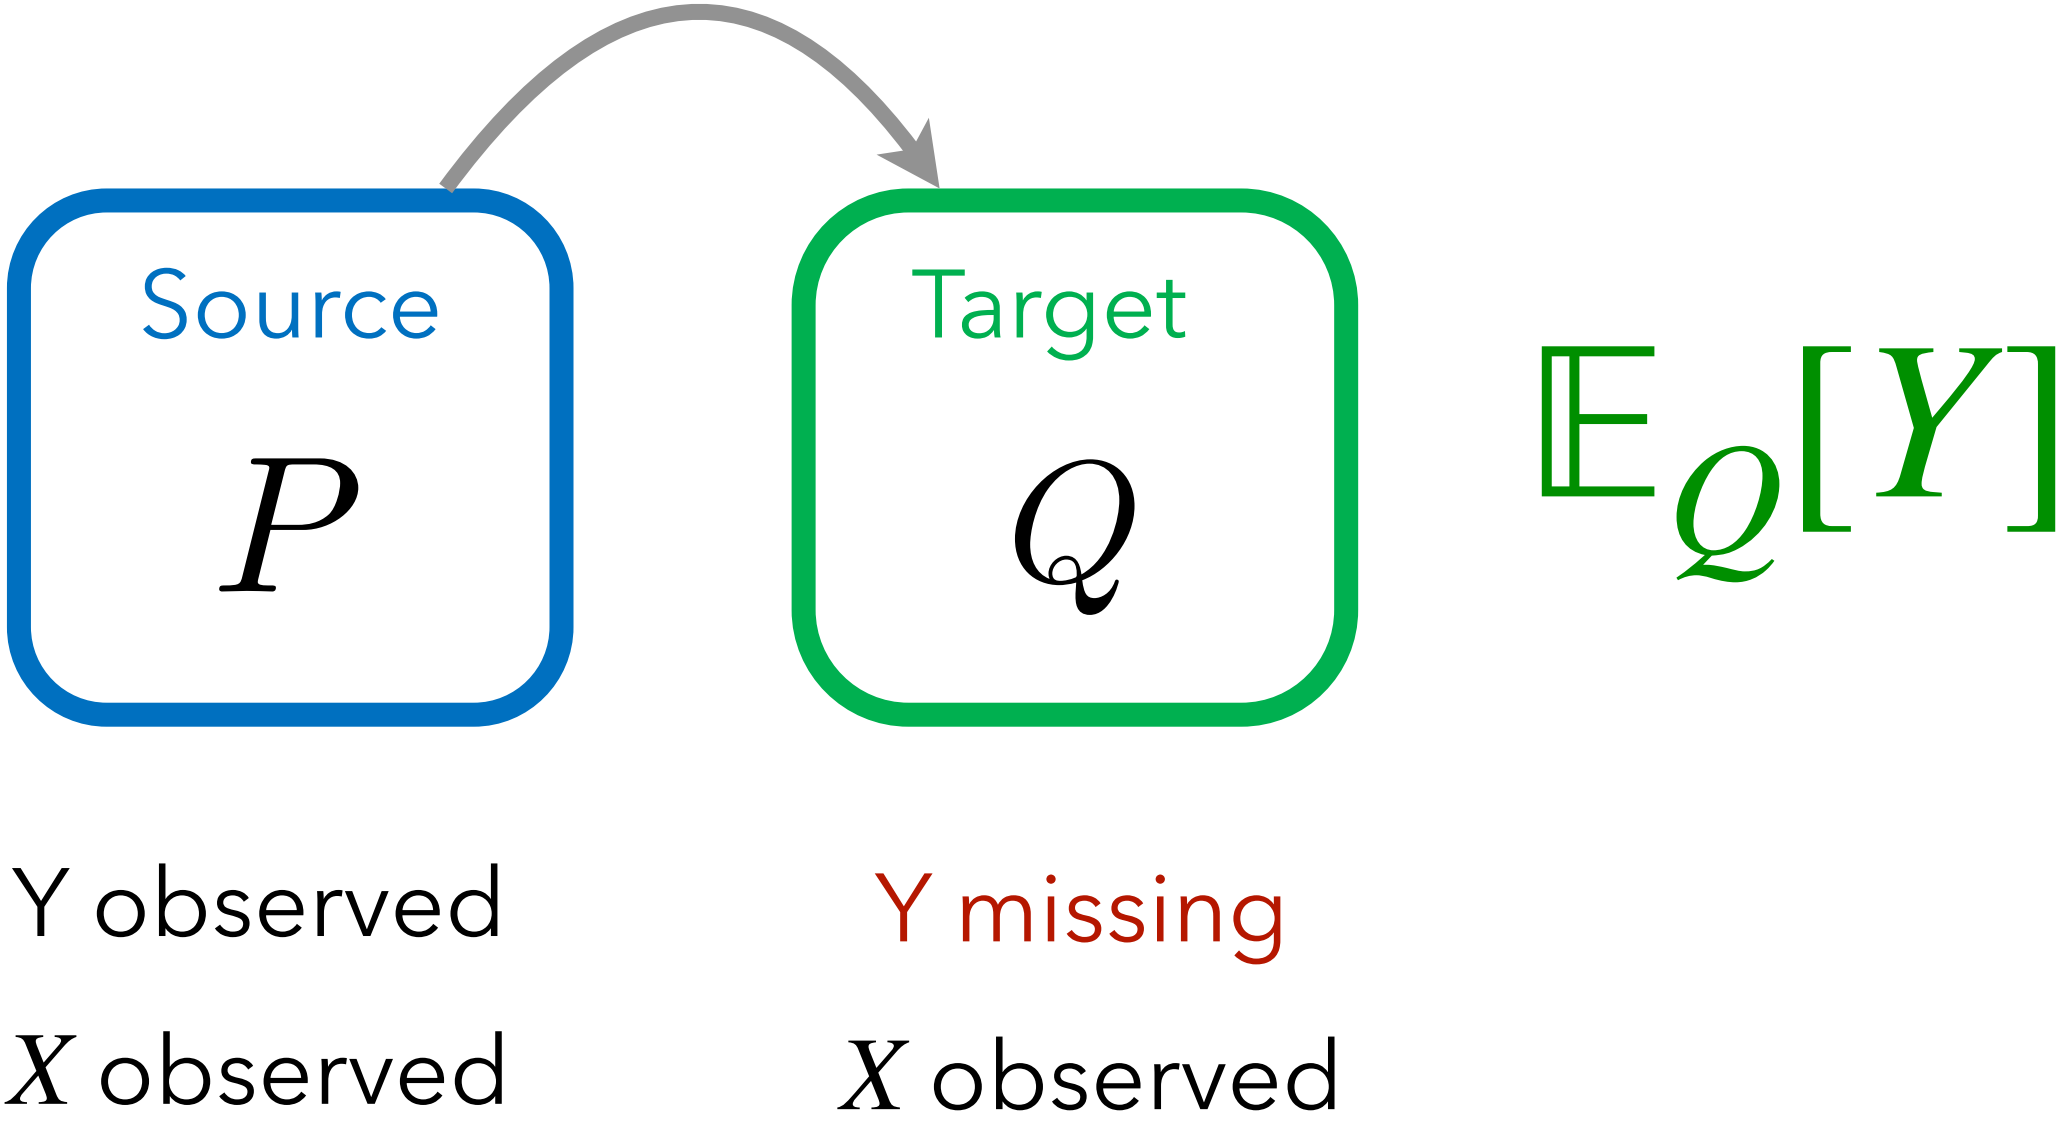 Source
P
Y observed
X observed
Target
Q
Y missing
X observed
𝔼_Q[Y]